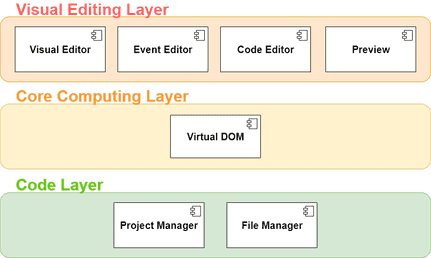 Visual Editing Layer
Visual Editor
Event Editor
Code Editor
Preview
Core Computing Layer
Virtual DOM
Code Layer
Project Manager
File Manager